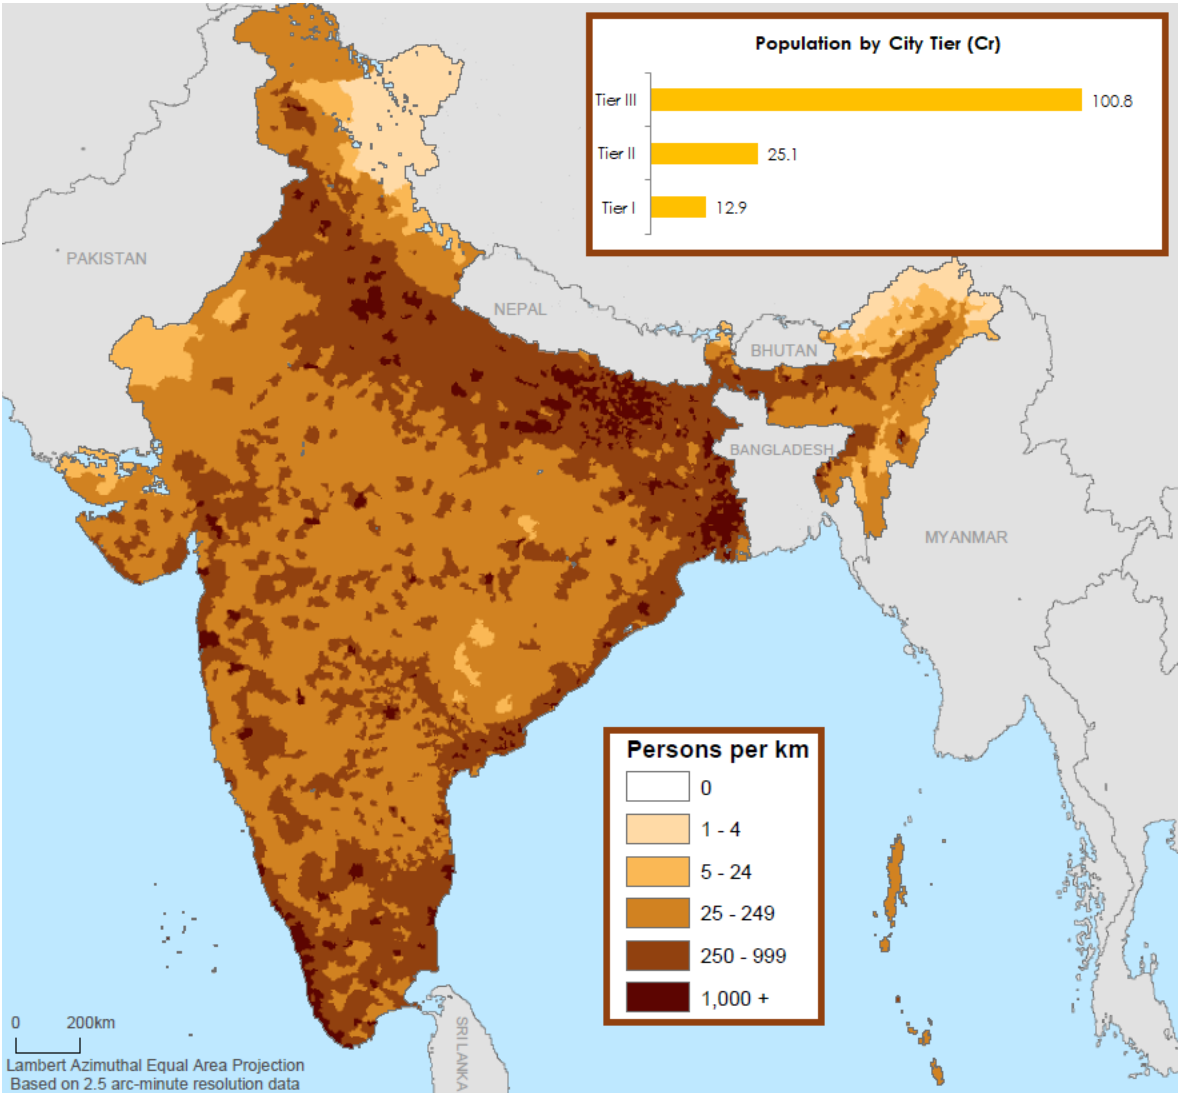 Population by City Tier (Cr)
Tier III
100.8
Tier II
25.1
Tier I
12.9
PAKISTAN
NEPAL
BHUTAN
BANGLADESH
MYANMAR
Persons per km
0
1 - 4
5 - 24
25 - 249
250 - 999
1,000 +
0 200km
Lambert Azimuthal Equal Area Projection
Based on 2.5 arc-minute resolution data
SRI LANKA